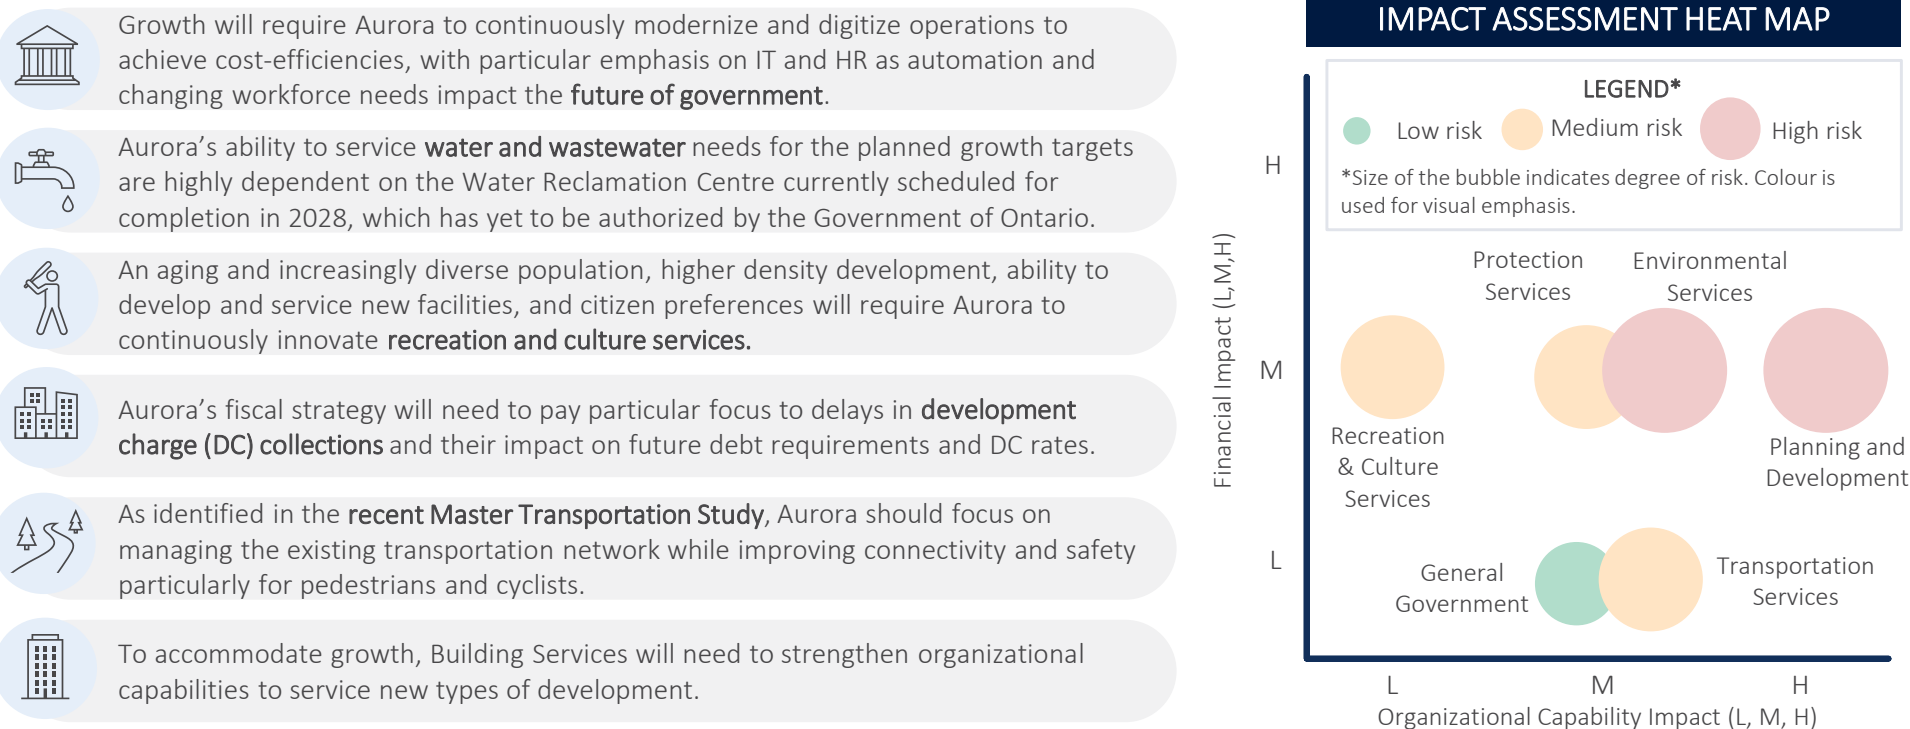 Growth will require Aurora to continuously modernize and digitize operations to
achieve cost-efficiencies, with particular emphasis on IT and HR as automation and
changing workforce needs impact the future of government.
Aurora’s ability to service water and wastewater needs for the planned growth targets
are highly dependent on the Water Reclamation Centre currently scheduled for
completion in 2028, which has yet to be authorized by the Government of Ontario.
An aging and increasingly diverse population, higher density development, ability to
develop and service new facilities, and citizen preferences will require Aurora to
continuously innovate recreation and culture services.
Aurora’s fiscal strategy will need to pay particular focus to delays in development
charge (DC) collections and their impact on future debt requirements and DC rates.
As identified in the recent Master Transportation Study, Aurora should focus on
managing the existing transportation network while improving connectivity and safety
particularly for pedestrians and cyclists.
To accommodate growth, Building Services will need to strengthen organizational
capabilities to service new types of development.
IMPACT ASSESSMENT HEAT MAP
LEGEND*
Low risk
Medium risk
High risk
*Size of the bubble indicates degree of risk. Colour is
used for visual emphasis.
Financial Impact (L,M,H)
H
M
L
Protection
Services
Environmental
Services
Recreation
& Culture
Services
Planning and
Development
General
Government
Transportation
Services
L
M
H
Organizational Capability Impact (L, M, H)